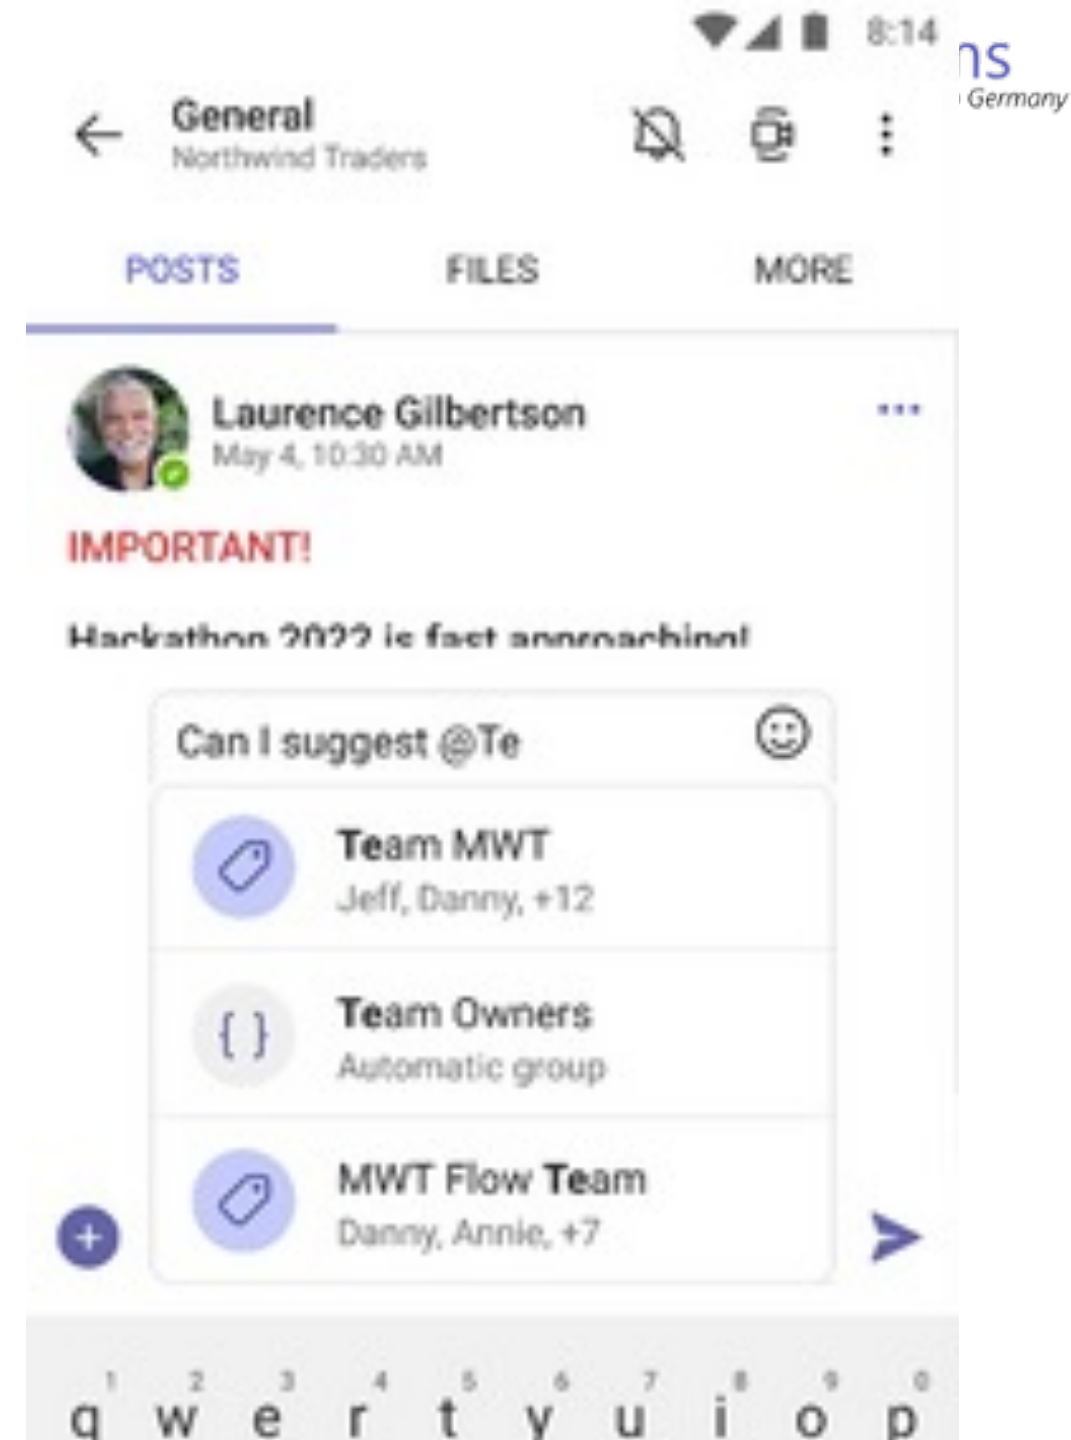 8:14
ns
Germany
General
Northwind Traders
POSTS FILES MORE
Laurence Gilbertson
May 4, 10:30 AM
IMPORTANT!
Hackathon 2022 is fast approaching!
Can I suggest @Te
Team MWT
Jeff, Danny, +12
{ } Team Owners
Automatic group
MWT Flow Team
Danny, Annie, +7
1 2 3 4 5 6 7 8 9 0
q w e r t y u i o p